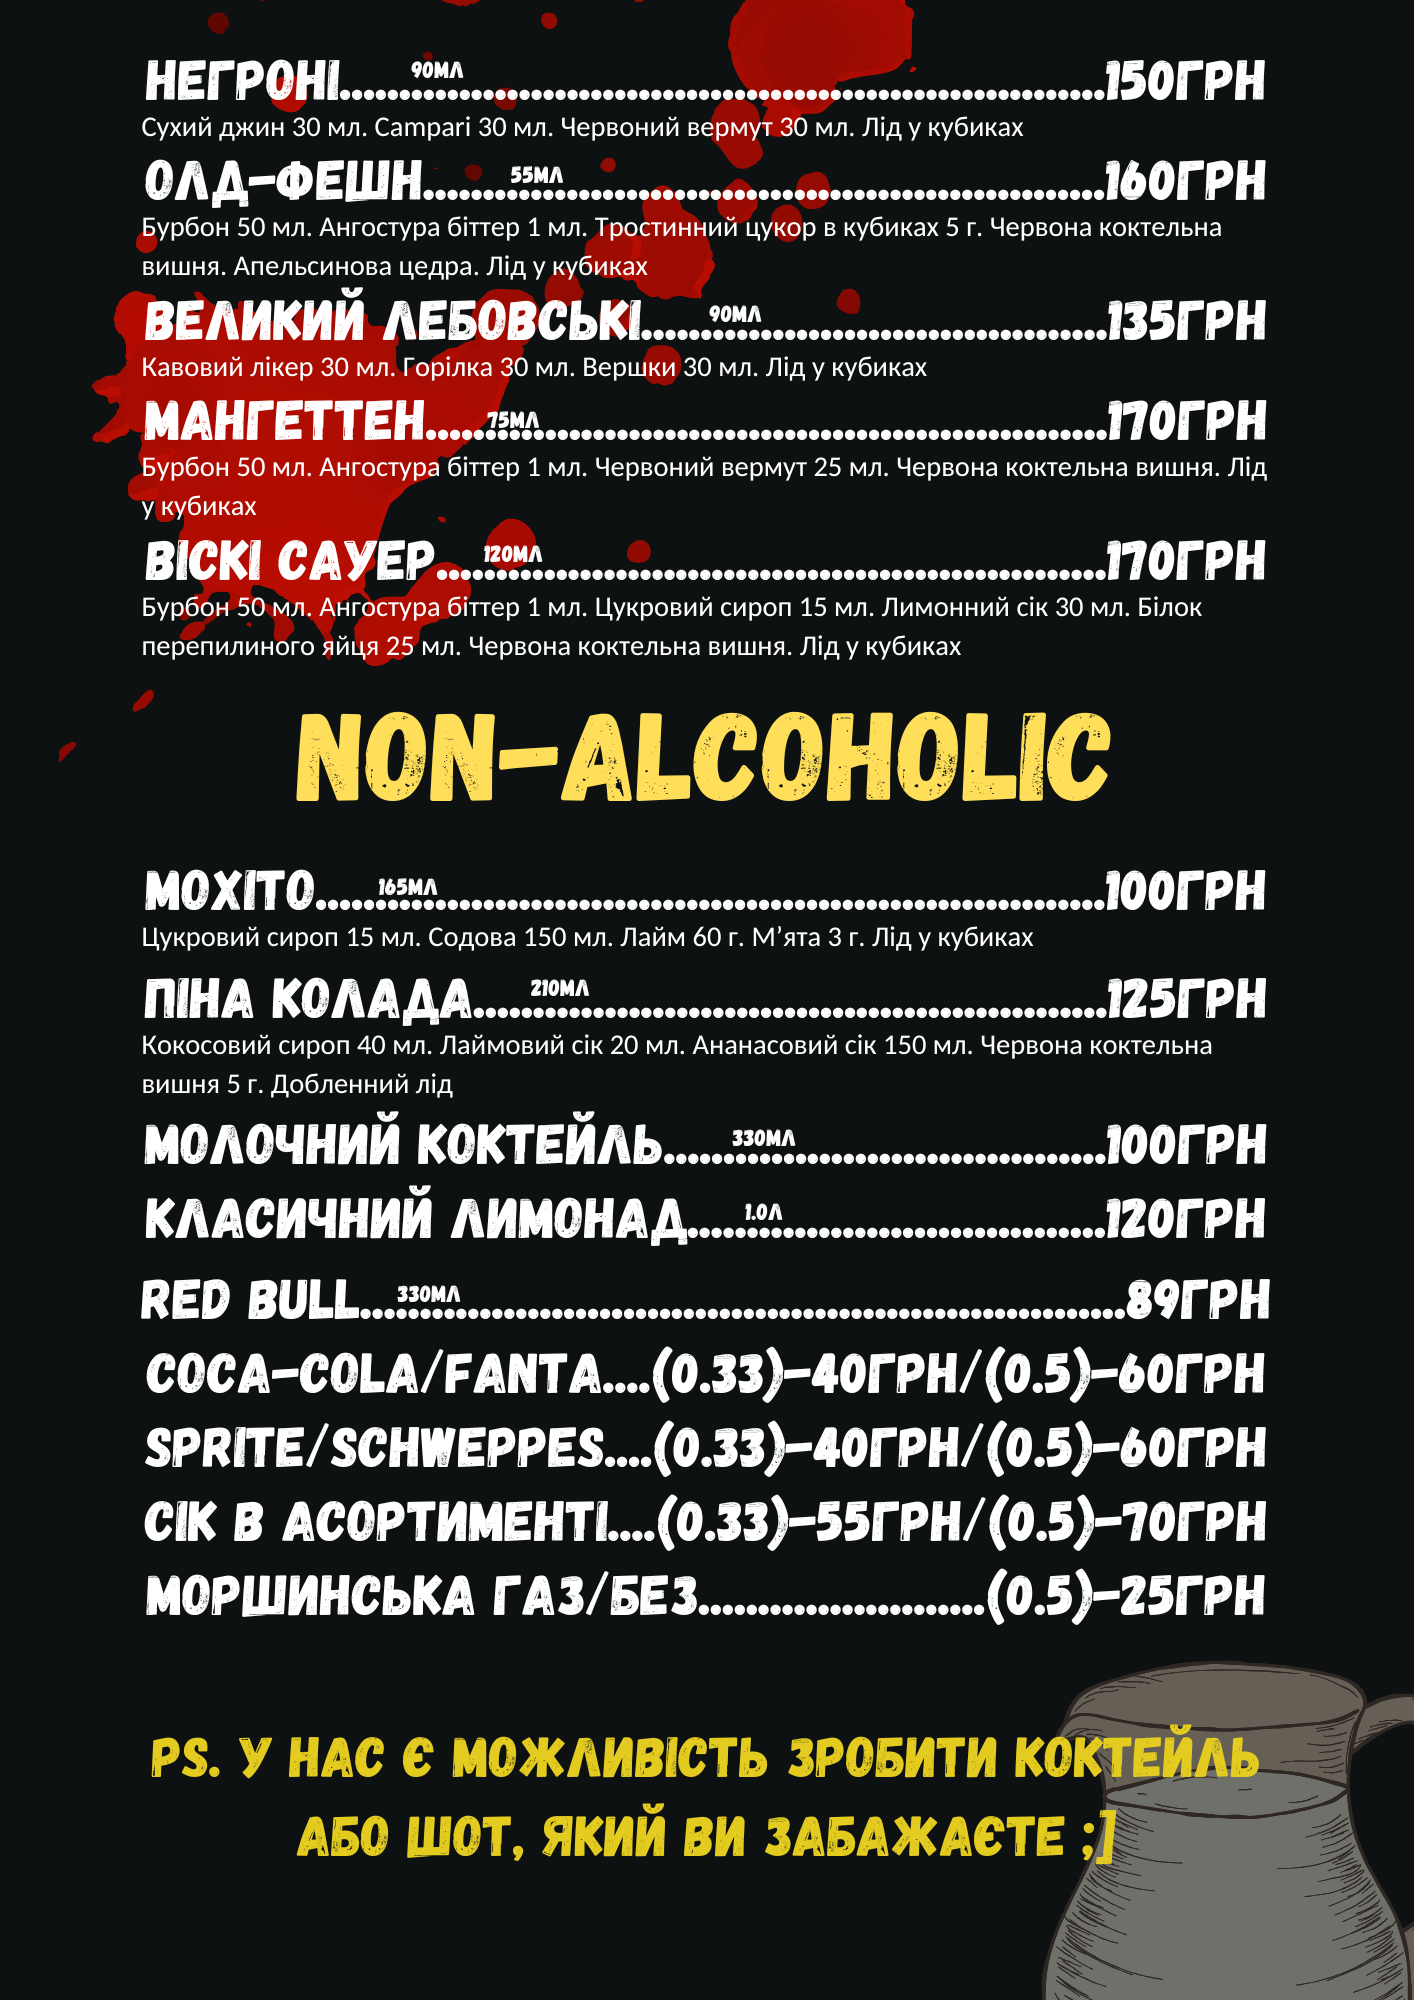 НЕГРОНІ....90МЛ....150ГРН
Сухий джин 30 мл. Campari 30 мл. Червоний вермут 30 мл. Лід у кубиках
ОЛД-ФЕШН....55МЛ....160ГРН
Бурбон 50 мл. Ангостура біттер 1 мл. Тростинний цукор в кубиках 5 г. Червона коктельна
вишня. Апельсинова цедра. Лід у кубиках
ВЕЛИКИЙ ЛЕБОВСЬКІ....90МЛ....135ГРН
Кавовий лікер 30 мл. Горілка 30 мл. Вершки 30 мл. Лід у кубиках
МАНГЕТТЕН....75МЛ....170ГРН
Бурбон 50 мл. Ангостура біттер 1 мл. Червоний вермут 25 мл. Червона коктельна вишня. Лід
у кубиках
ВІСКІ САУЕР....120МЛ....170ГРН
Бурбон 50 мл. Ангостура біттер 1 мл. Цукровий сироп 15 мл. Лимонний сік 30 мл. Білок
перепилиного яйця 25 мл. Червона коктельна вишня. Лід у кубиках
NON-ALCOHOLIC
МОХІТО....165МЛ....100ГРН
Цукровий сироп 15 мл. Содова 150 мл. Лайм 60 г. М’ята 3 г. Лід у кубиках
ПІНА КОЛАДА....210МЛ....125ГРН
Кокосовий сироп 40 мл. Лаймовий сік 20 мл. Ананасовий сік 150 мл. Червона коктельна
вишня 5 г. Добленний лід
МОЛОЧНИЙ КОКТЕЙЛЬ....330МЛ....100ГРН
КЛАСИЧНИЙ ЛИМОНАД....1.0Л....120ГРН
RED BULL....330МЛ....89ГРН
COCA-COLA/FANTA....(0.33)-40ГРН/(0.5)-60ГРН
SPRITE/SCHWEPPES....(0.33)-40ГРН/(0.5)-60ГРН
СІК В АСОРТИМЕНТІ....(0.33)-55ГРН/(0.5)-70ГРН
МОРШИНСЬКА ГАЗ/БЕЗ........................(0.5)-25ГРН
PS. У НАС Є МОЖЛИВІСТЬ ЗРОБИТИ КОКТЕЙЛЬ
АБО ШОТ, ЯКИЙ ВИ ЗАБАЖАЄТЕ ;]